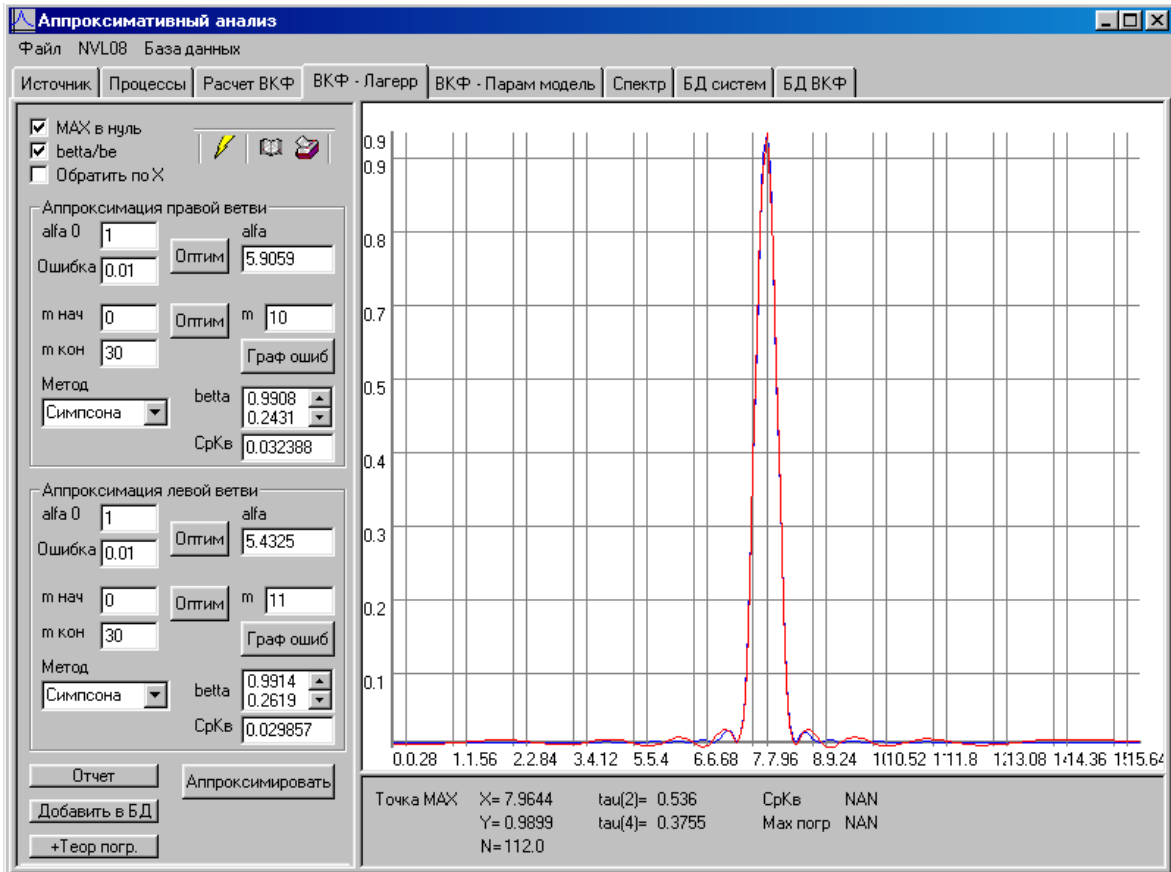 Аппроксимативный анализ
Файл NVL08 База данных
Источник Процессы Расчет ВКФ ВКФ - Лагерр ВКФ - Парам модель Спектр БД систем БД ВКФ
MAX в нуль
betta/be
Обратить по X
Аппроксимация правой ветви
alfa 0 1 Оптим alfa 5.9059
Ошибка 0.01
m нач 0 Оптим m 10
m кон 30 Граф ошиб
Метод
Симпсона
betta 0.9908
0.2431
СрКв 0.032388
Аппроксимация левой ветви
alfa 0 1 Оптим alfa 5.4325
Ошибка 0.01
m нач 0 Оптим m 11
m кон 30 Граф ошиб
Метод
Симпсона
betta 0.9914
0.2619
СрКв 0.029857
Отчет Аппроксимировать
Добавить в БД
+Теор погр.
0.9
0.9
0.8
0.7
0.5
0.4
0.3
0.2
0.1
0.0.28 1.1.56 2.2.84 3.4.12 5.5.4 6.6.68 7.7.96 8.9.24
Точка MAX X= 7.9644 tau(2)= 0.536 СрКв NAN
Y= 0.9899 tau(4)= 0.3755 Max погр NAN
N= 112.0